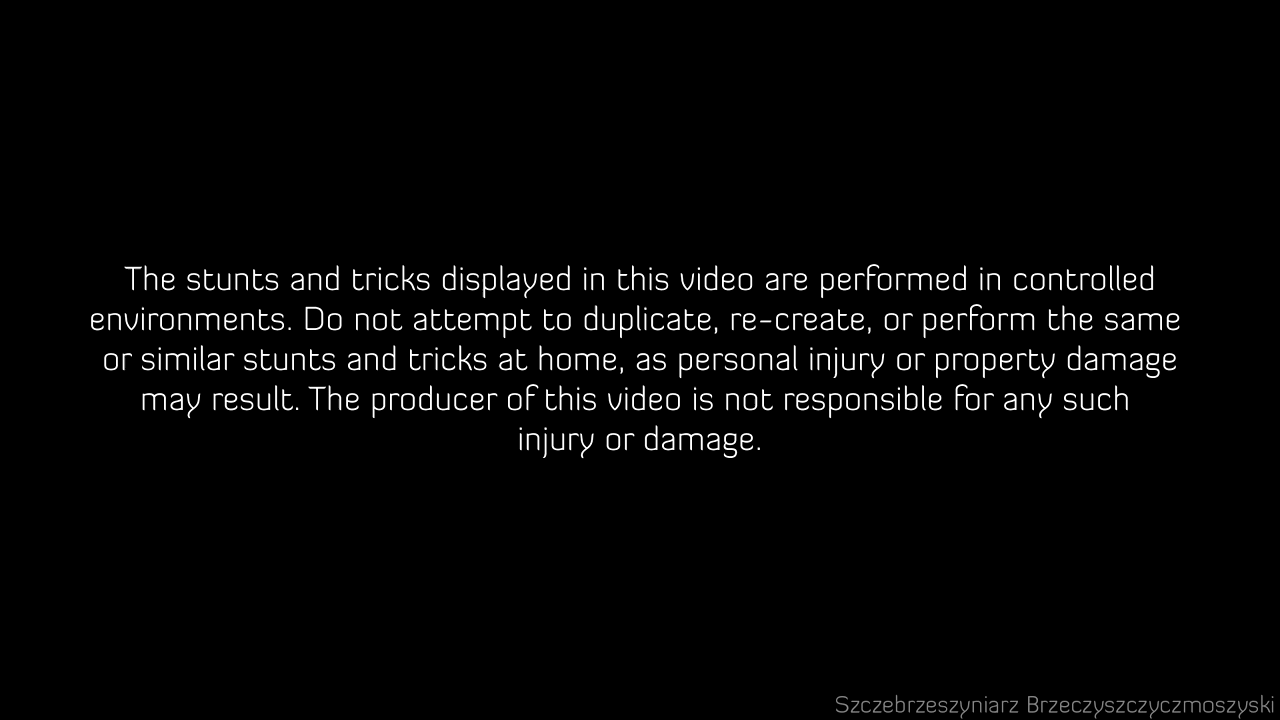 The stunts and tricks displayed in this video are performed in controlled
environments. Do not attempt to duplicate, re-create, or perform the same
or similar stunts and tricks at home, as personal injury or property damage
may result. The producer of this video is not responsible for any such
injury or damage.
Szczebrzeszyniarz Brzeczyszczyczmoszyski